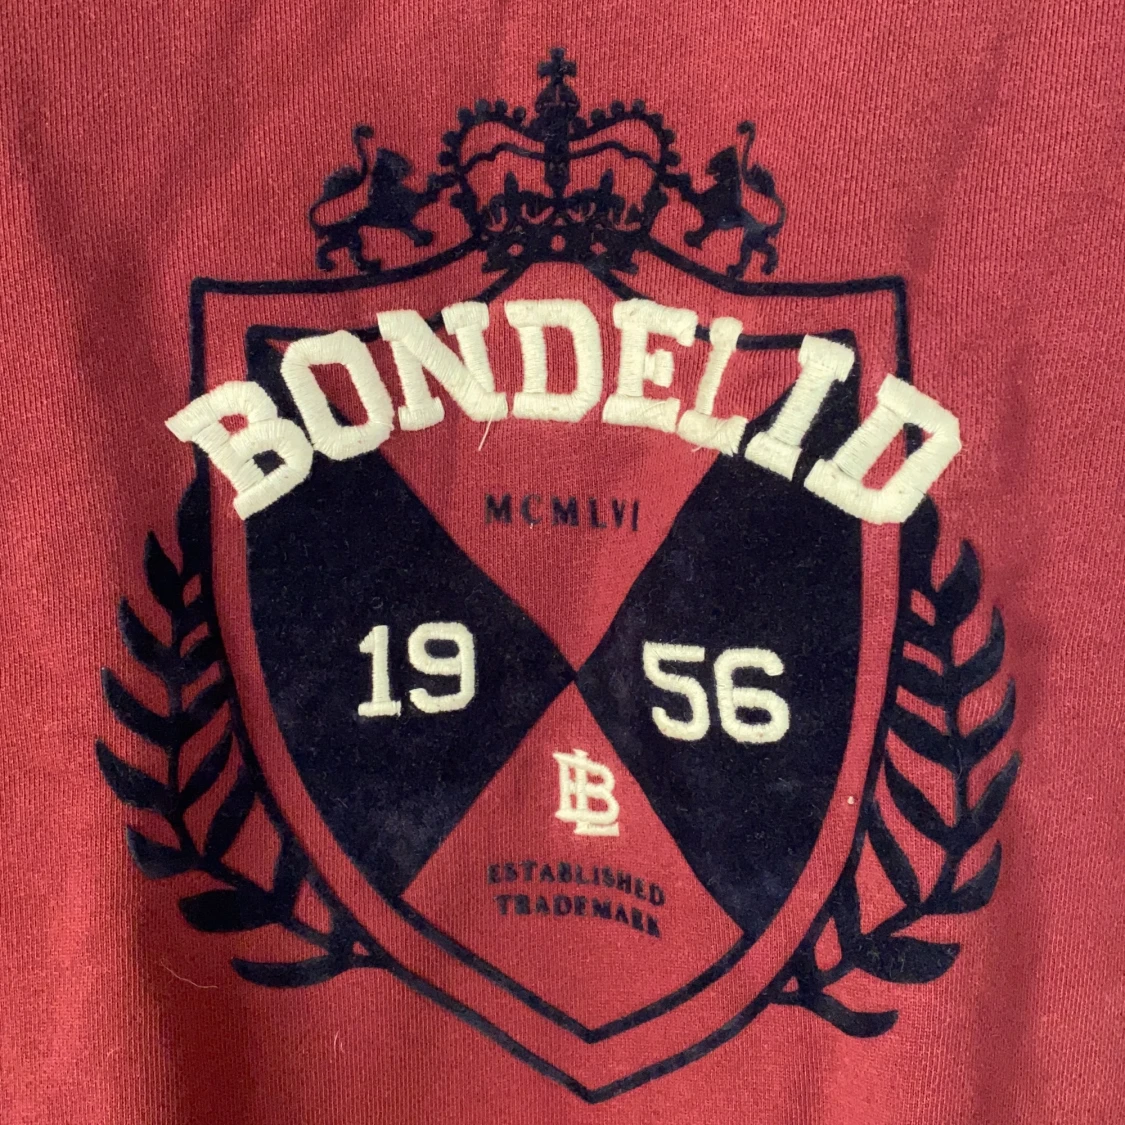 BONDELID
MCMLVI
19 56
LB
ESTABLISHED
TRADEMARK